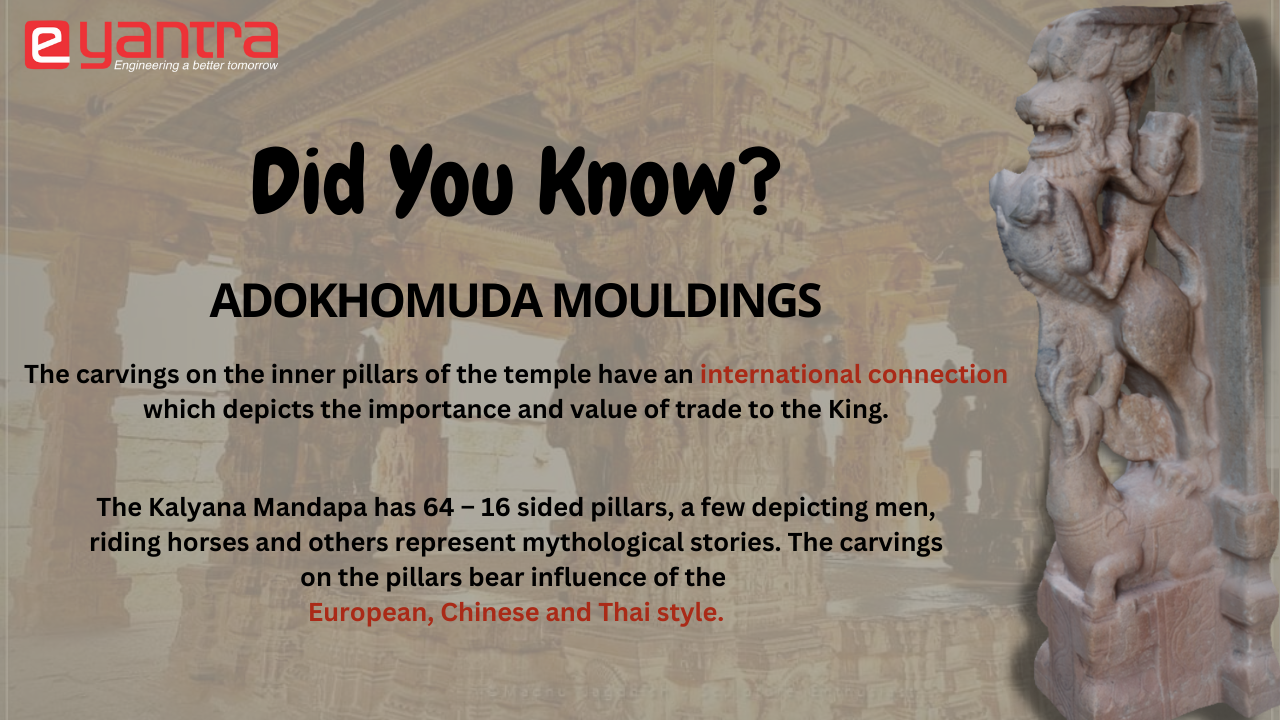 eyantra
Engineering a better tomorrow
Did You Know?
ADOKHOMUDA MOULDINGS
The carvings on the inner pillars of the temple have an international connection
which depicts the importance and value of trade to the King.
The Kalyana Mandapa has 64 – 16 sided pillars, a few depicting men,
riding horses and others represent mythological stories. The carvings
on the pillars bear influence of the
European, Chinese and Thai style.